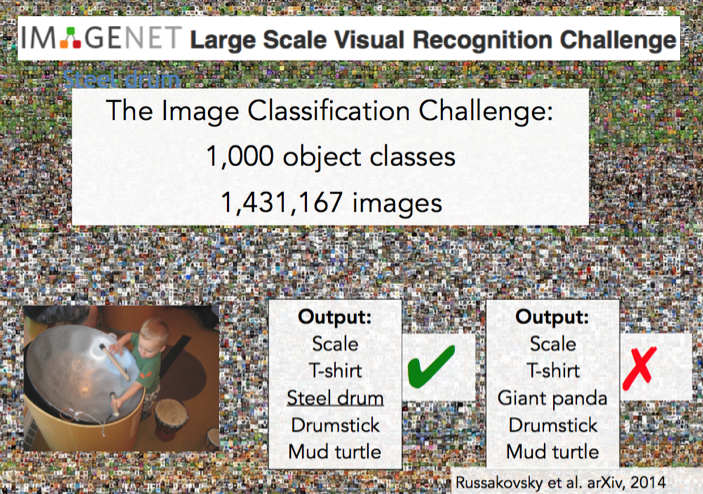 IMAGENET Large Scale Visual Recognition Challenge
Steel drum
The Image Classification Challenge:
1,000 object classes
1,431,167 images
Output:
Scale
T-shirt
Steel drum
Drumstick
Mud turtle
Output:
Scale
T-shirt
Giant panda
Drumstick
Mud turtle
Russakovsky et al. arXiv, 2014